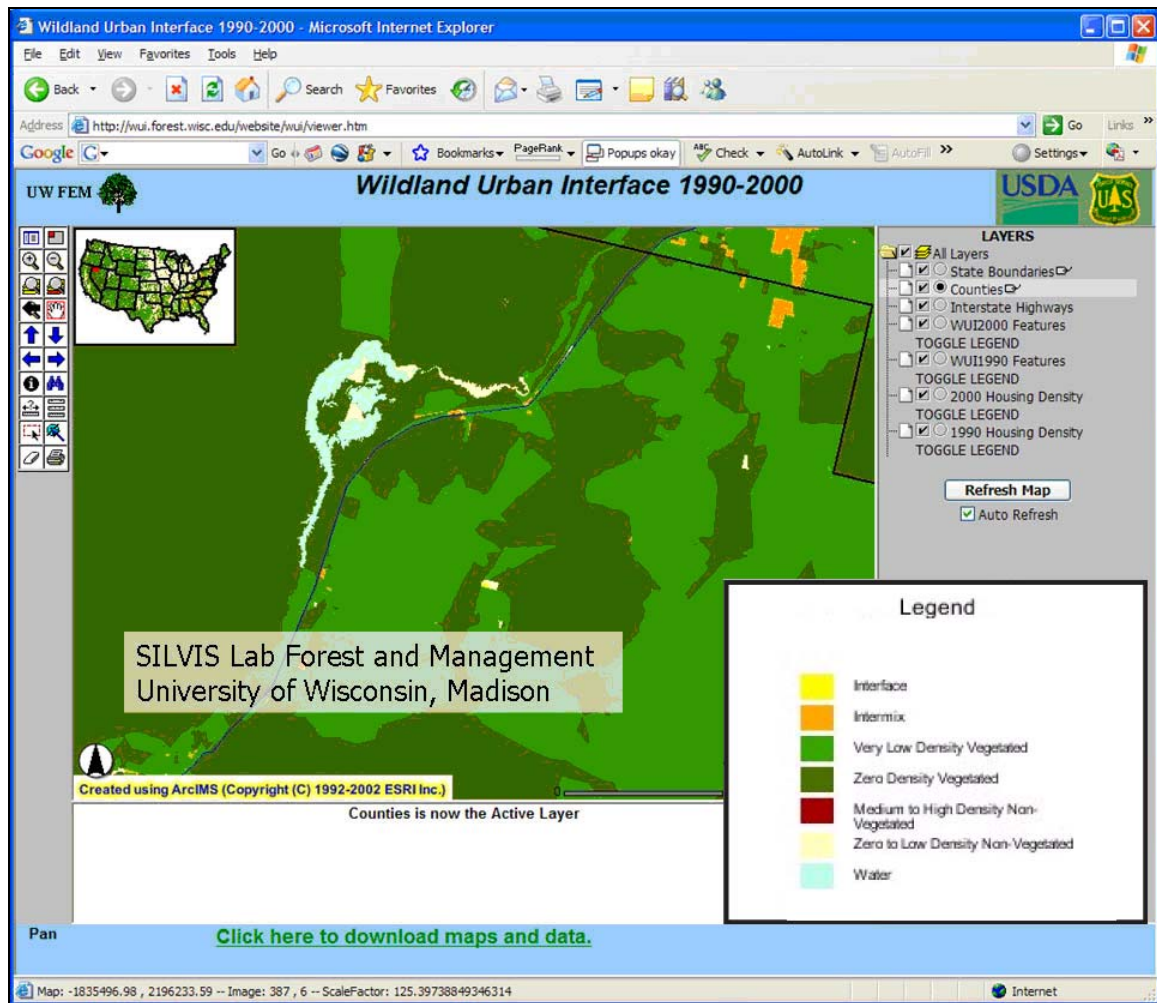 Wildland Urban Interface 1990-2000 - Microsoft Internet Explorer
File Edit View Favorites Tools Help
Back Search Favorites
Address http://wui.forest.wisc.edu/website/wui/viewer.htm Go Links »
Google G Go Bookmarks PageRank Popups okay ABC Check AutoLink AutoFill » Settings
UW FEM Wildland Urban Interface 1990-2000 USDA UAS
LAYERS
All Layers
State Boundaries
Counties
Interstate Highways
WUI2000 Features
TOGGLE LEGEND
WUI1990 Features
TOGGLE LEGEND
2000 Housing Density
TOGGLE LEGEND
1990 Housing Density
TOGGLE LEGEND
Refresh Map
Auto Refresh
SILVIS Lab Forest and Management
University of Wisconsin, Madison
Created using ArcIMS (Copyright (C) 1992-2002 ESRI Inc.) 0
Counties is now the Active Layer
Legend
Interface
Intermix
Very Low Density Vegetated
Zero Density Vegetated
Medium to High Density Non-
Vegetated
Zero to Low Density Non-Vegetated
Water
Pan Click here to download maps and data.
Map: -1835496.98 , 2196233.59 -- Image: 387 , 6 -- ScaleFactor: 125.39738849346314 Internet